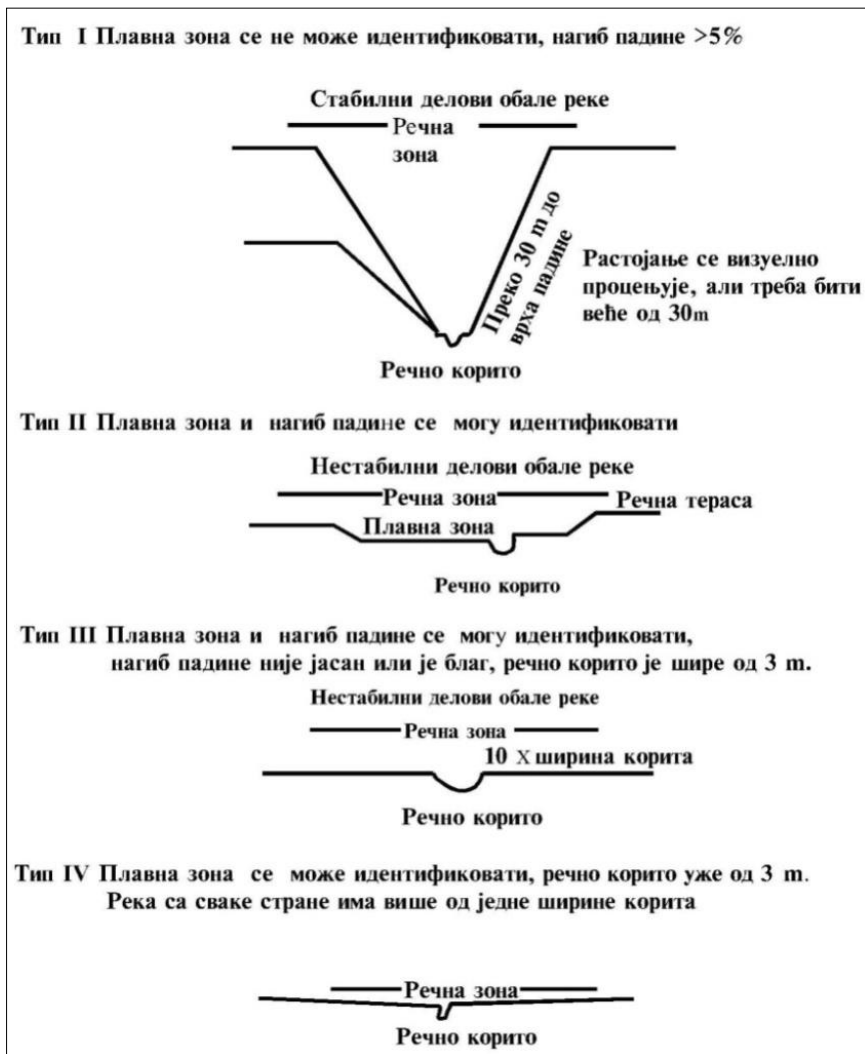 Тип I Плавна зона се не може идентификовати, нагиб падине >5%
Стабилни делови обале реке
Речна
зона
Преко 30 m до
врха падине
Растојање се визуелно
процењује, али треба бити
веће од 30m
Речно корито
Тип II Плавна зона и нагиб падине се могу идентификовати
Нестабилни делови обале реке
Речна зона
Речна тераса
Плавна зона
Речно корито
Тип III Плавна зона и нагиб падине се могу идентификовати,
нагиб падине није јасан или је благ, речно корито је шире од 3 m.
Нестабилни делови обале реке
Речна зона
10 X ширина корита
Речно корито
Тип IV Плавна зона се може идентификовати, речно корито уже од 3 m.
Река са сваке стране има више од једне ширине корита
Речна зона
Речно корито